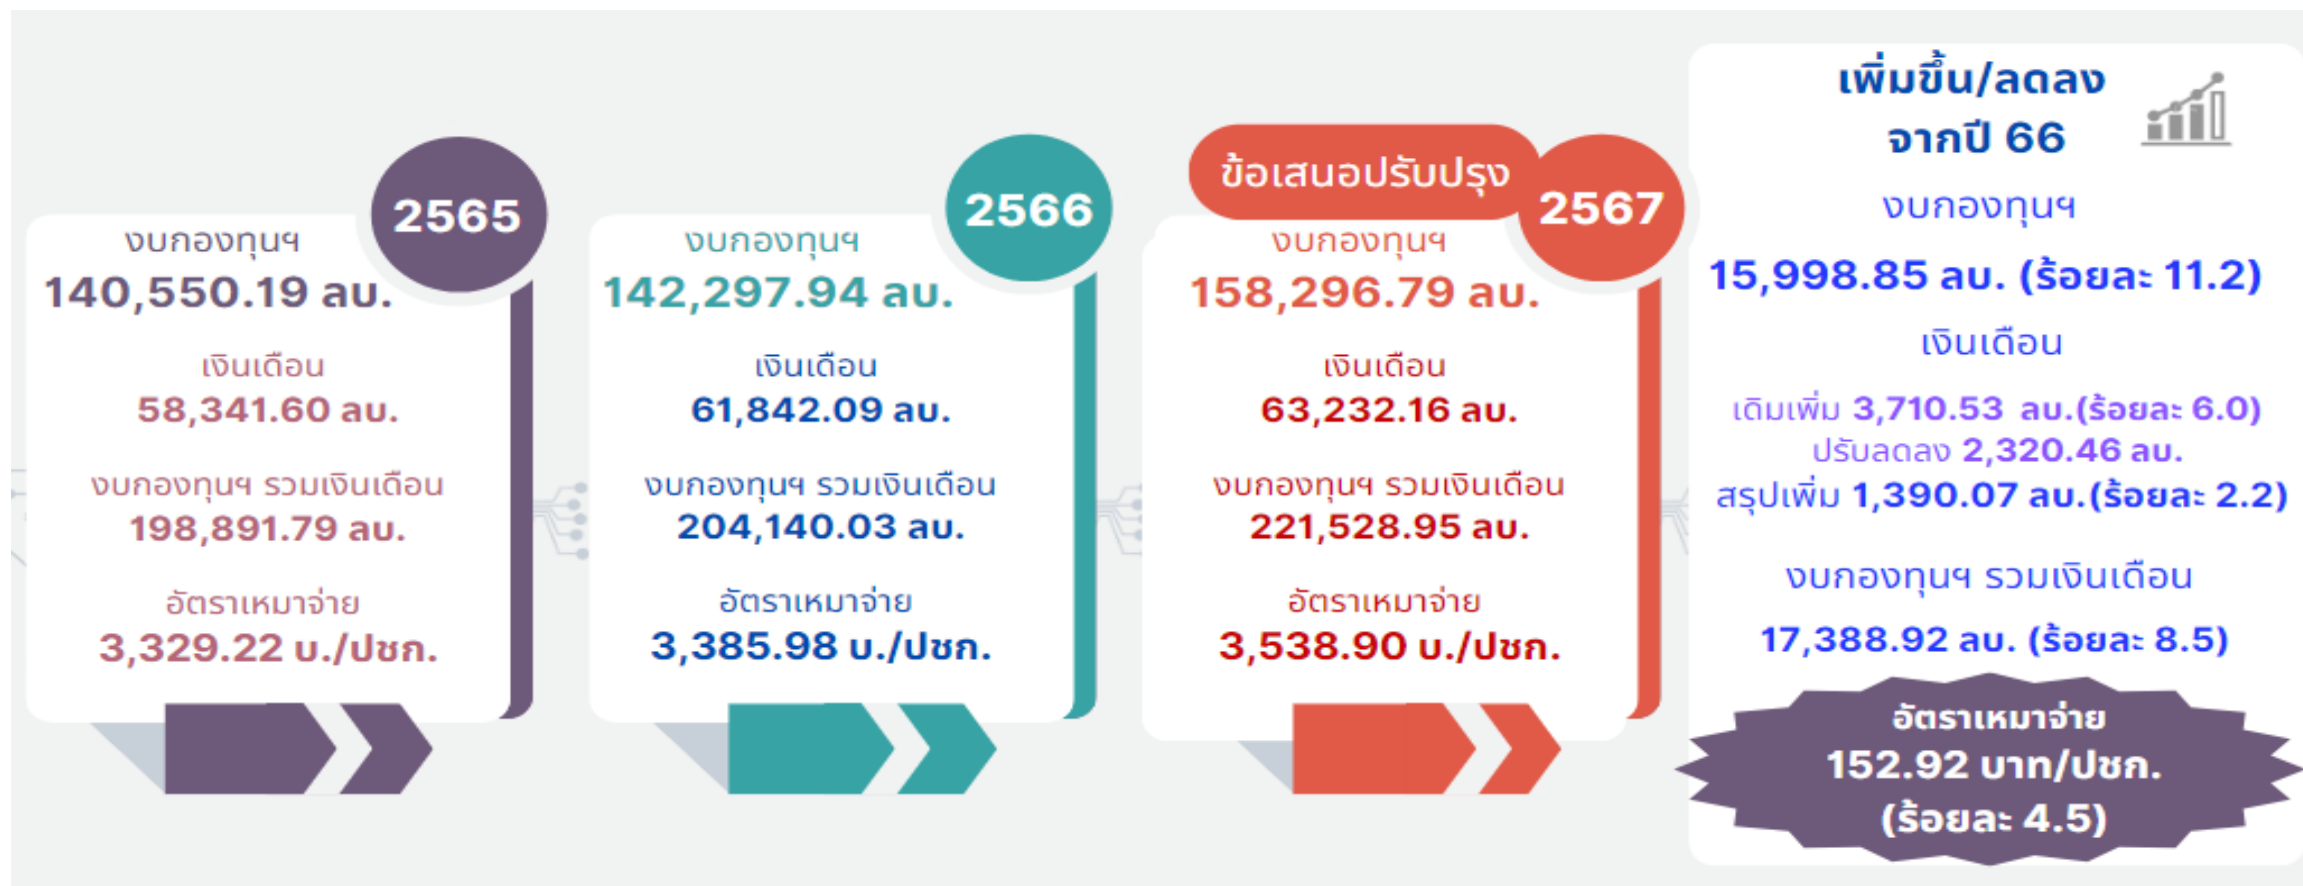 2565
งบกองทุนฯ
140,550.19 ลบ.
เงินเดือน
58,341.60 ลบ.
งบกองทุนฯ รวมเงินเดือน
198,891.79 ลบ.
อัตราเหมาจ่าย
3,329.22 บ./ปชก.
2566
งบกองทุนฯ
142,297.94 ลบ.
เงินเดือน
61,842.09 ลบ.
งบกองทุนฯ รวมเงินเดือน
204,140.03 ลบ.
อัตราเหมาจ่าย
3,385.98 บ./ปชก.
ข้อเสนอปรับปรุง
2567
งบกองทุนฯ
158,296.79 ลบ.
เงินเดือน
63,232.16 ลบ.
งบกองทุนฯ รวมเงินเดือน
221,528.95 ลบ.
อัตราเหมาจ่าย
3,538.90 บ./ปชก.
เพิ่มขึ้น/ลดลง
จากปี 66
งบกองทุนฯ
15,998.85 ลบ. (ร้อยละ 11.2)
เงินเดือน
เดิมเพิ่ม 3,710.53 ลบ.(ร้อยละ 6.0)
ปรับลดลง 2,320.46 ลบ.
สรุปเพิ่ม 1,390.07 ลบ.(ร้อยละ 2.2)
งบกองทุนฯ รวมเงินเดือน
17,388.92 ลบ. (ร้อยละ 8.5)
อัตราเหมาจ่าย
152.92 บาท/ปชก.
(ร้อยละ 4.5)